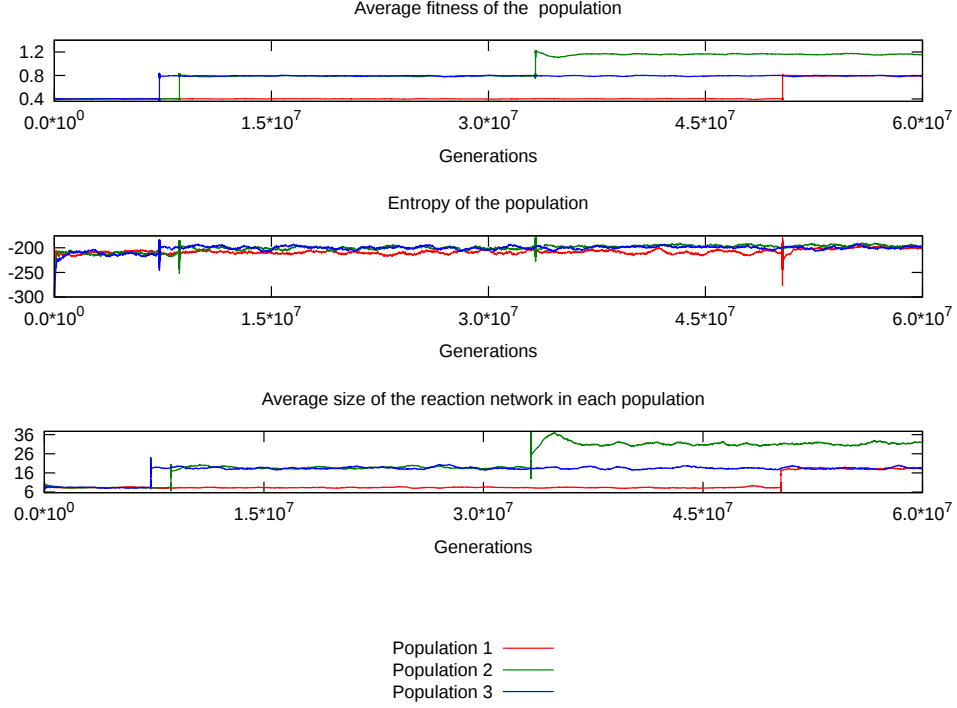 Average fitness of the  population
1.2
0.8
0.4
0.0*10^0 1.5*10^7 3.0*10^7 4.5*10^7 6.0*10^7
Generations
Entropy of the population
-200
-250
-300
0.0*10^0 1.5*10^7 3.0*10^7 4.5*10^7 6.0*10^7
Generations
Average size of the reaction network in each population
36
26
16
6
0.0*10^0 1.5*10^7 3.0*10^7 4.5*10^7 6.0*10^7
Generations
Population 1
Population 2
Population 3